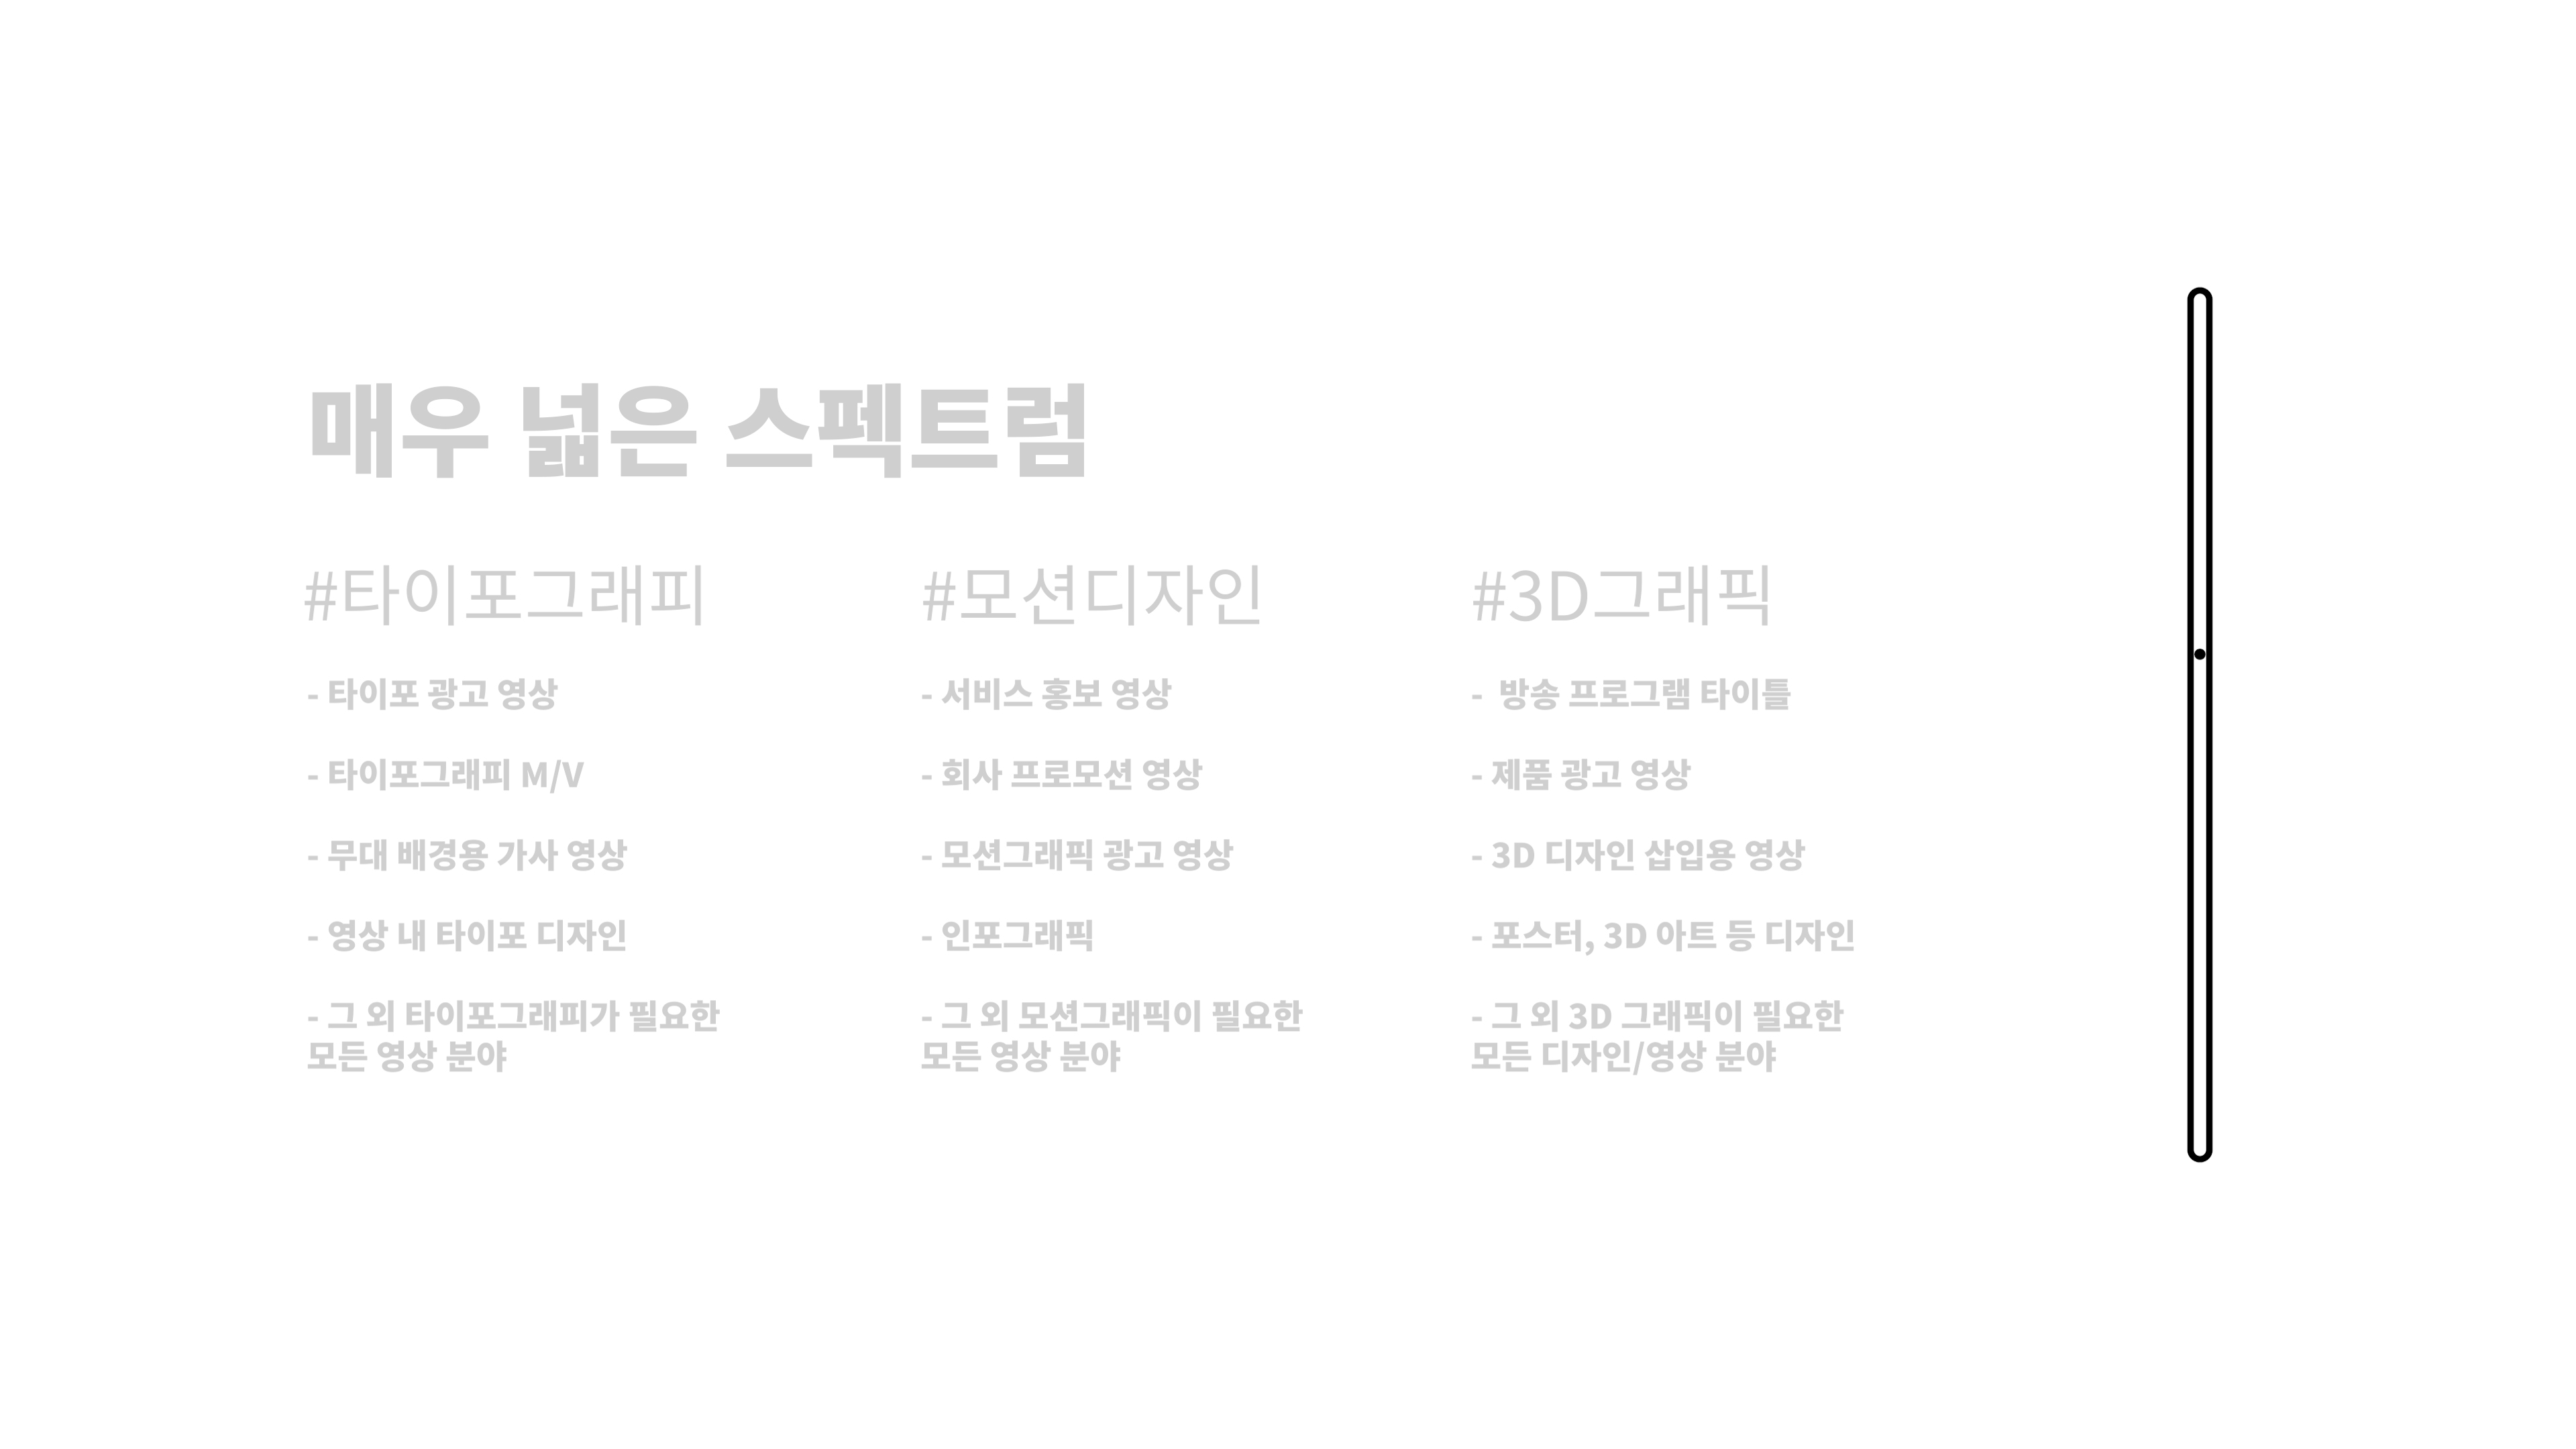 매우 넓은 스펙트럼
#타이포그래피
- 타이포 광고 영상
- 타이포그래피 M/V
- 무대 배경용 가사 영상
- 영상 내 타이포 디자인
- 그 외 타이포그래피가 필요한
모든 영상 분야
#모션디자인
- 서비스 홍보 영상
- 회사 프르모션 영상
- 모션그래픽 광고 영상
- 인포그래픽
- 그 외 모션그래픽이 필요한
모든 영상 분야
#3D그래픽
- 방송 프로그램 타이틀
- 제품 광고 영상
- 3D 디자인 삽입용 영상
- 포스터, 3D 아트 등 디자인
- 그 외 3D 그래픽이 필요한
모든 디자인/영상 분야